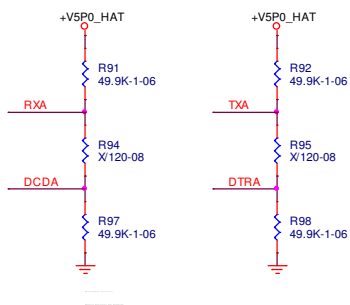 +V5P0_HAT +V5P0_HAT
R91 R92
49.9K-1-06 49.9K-1-06
RXA TXA
R94 R95
X/120-08 X/120-08
DCDA DTRA
R97 R98
49.9K-1-06 49.9K-1-06